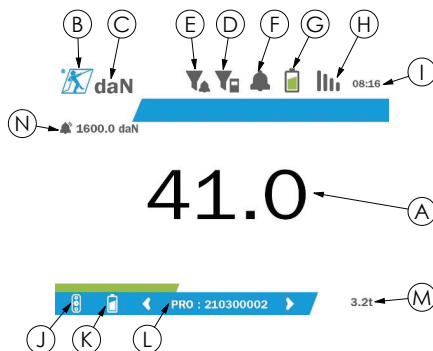 B C E D F G H
I
daN 08:16
N 1600.0 daN
41.0
A
PRO : 210300002 3.2t
M
J K L